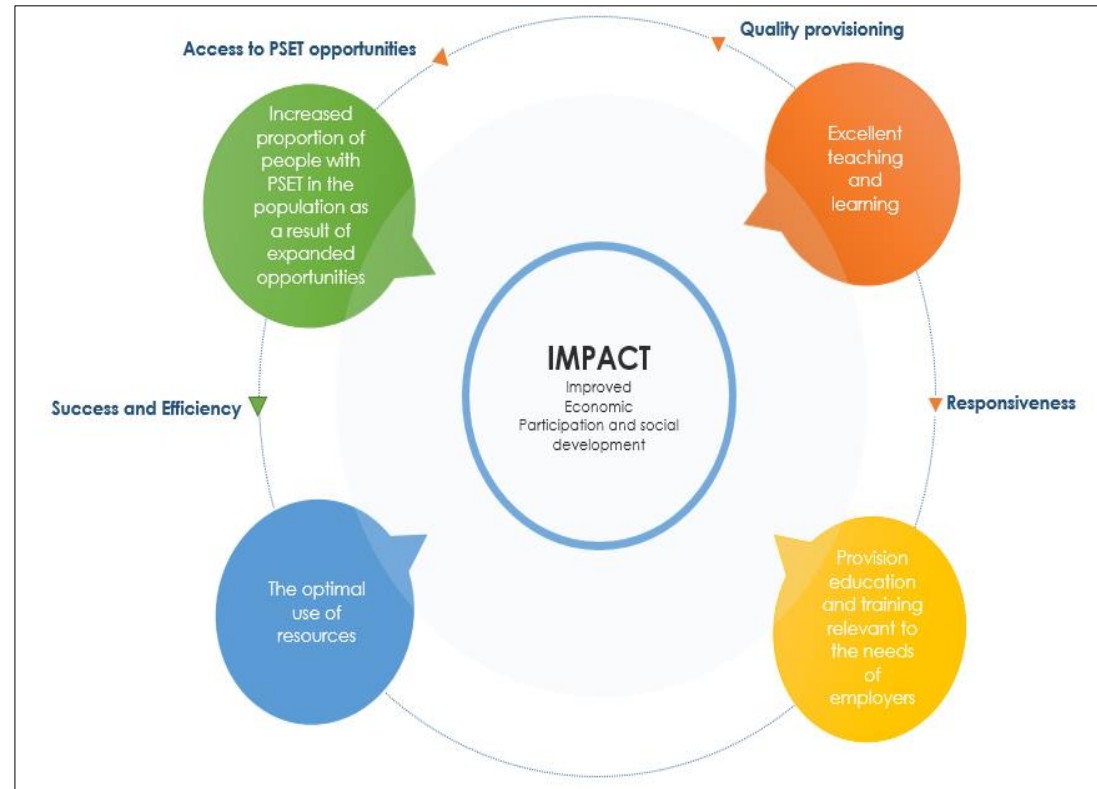 Access to PSET opportunities
Quality provisioning
Increased
proportion of
people with
PSET in the
population as
a result of
expanded
opportunities
Excellent
teaching
and
learning
IMPACT
Improved
Economic
Participation and social
development
Success and Efficiency
Responsiveness
The optimal
use of
resources
Provision
education
and training
relevant to
the needs
of
employers